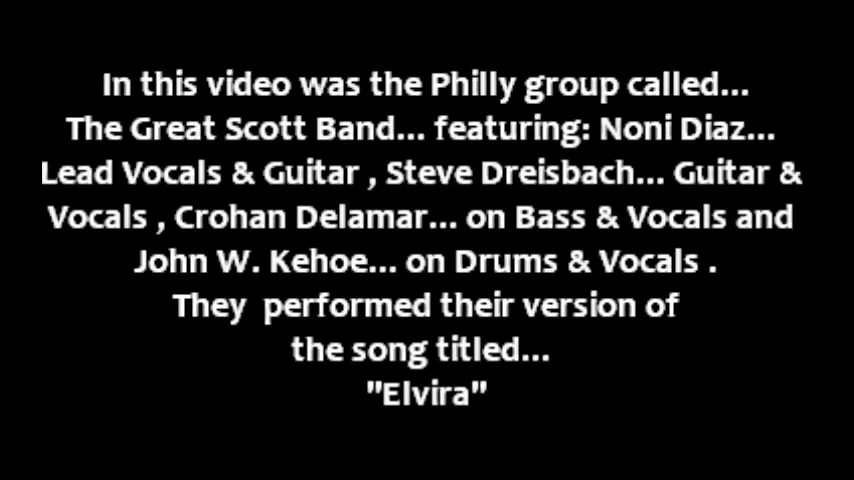 In this video was the Philly group called...
The Great Scott Band... featuring: Noni Diaz...
Lead Vocals & Guitar , Steve Dreisbach... Guitar &
Vocals , Crohan Delamar... on Bass & Vocals and
John W. Kehoe... on Drums & Vocals .
They  performed their version of
the song titled...
"Elvira"